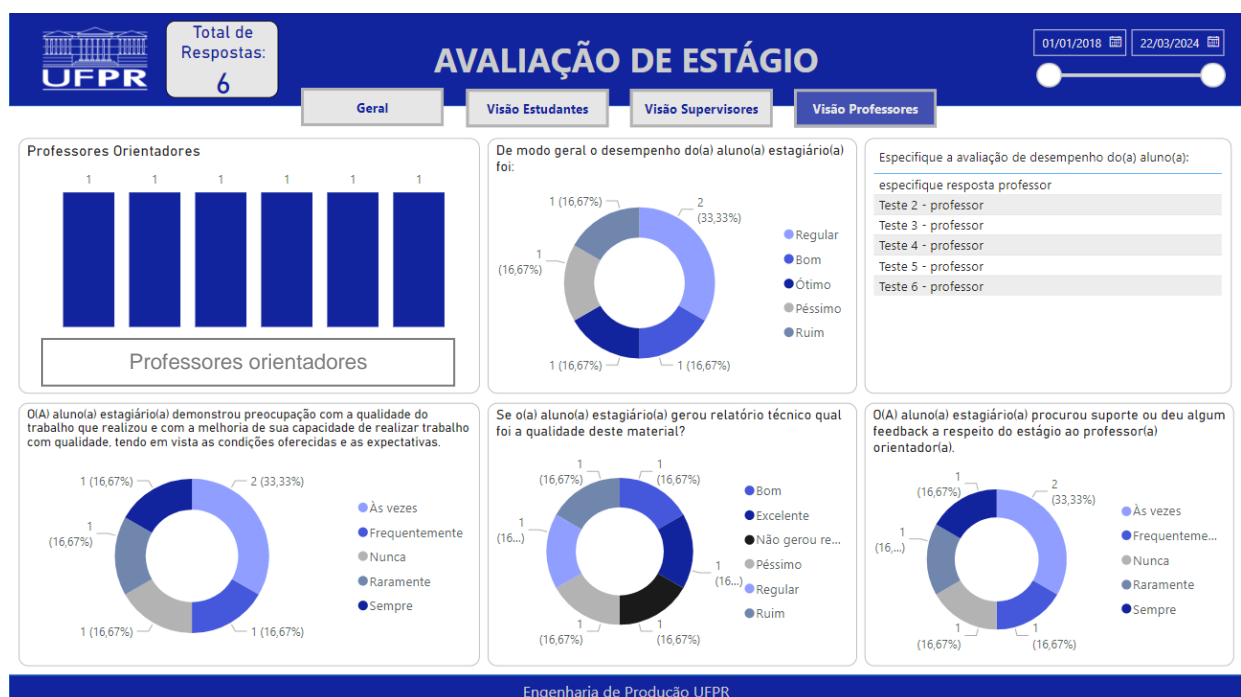 UFPR
Total de
Respostas:
6
AVALIAÇÃO DE ESTÁGIO
01/01/2018
22/03/2024
Geral
Visão Estudantes
Visão Supervisores
Visão Professores
Professores Orientadores
1
1
1
1
1
1
Professores orientadores
De modo geral o desempenho do(a) aluno(a) estagiário(a)
foi:
1 (16,67%)
2
(33,33%)
1
(16,67%)
1 (16,67%)
1 (16,67%)
Regular
Bom
Ótimo
Péssimo
Ruim
Especifique a avaliação de desempenho do(a) aluno(a):
especifique resposta professor
Teste 2 - professor
Teste 3 - professor
Teste 4 - professor
Teste 5 - professor
Teste 6 - professor
O(A) aluno(a) estagiário(a) demonstrou preocupação com a qualidade do
trabalho que realizou e com a melhoria de sua capacidade de realizar trabalho
com qualidade, tendo em vista as condições oferecidas e as expectativas.
1 (16,67%)
2 (33,33%)
1
(16,67%)
1 (16,67%)
1 (16,67%)
Às vezes
Frequentemente
Nunca
Raramente
Sempre
Se o(a) aluno(a) estagiário(a) gerou relatório técnico qual
foi a qualidade deste material?
1
(16,67%)
1
(16,67%)
1
(16...)
1
(16...)
1
(16,67%)
1
(16,67%)
Bom
Excelente
Não gerou re...
Péssimo
Regular
Ruim
O(A) aluno(a) estagiário(a) procurou suporte ou deu algum
feedback a respeito do estágio ao professor(a)
orientador(a).
1
(16,67%)
2
(33,33%)
1
(16,...)
1
(16,67%)
1
(16,67%)
Às vezes
Frequenteme...
Nunca
Raramente
Sempre
Engenharia de Produção UFPR